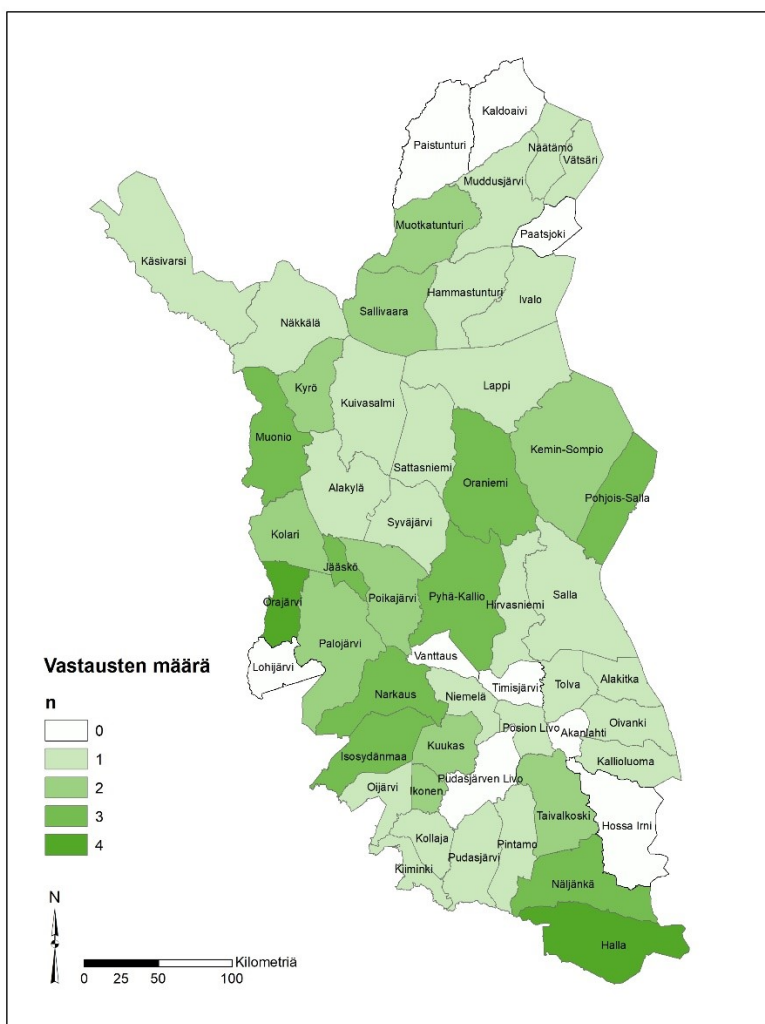 Kaldoaivi
Paistunturi
Näätämö
Vätsäri
Muddusjärvi
Muotkatunturi
Paatsjoki
Käsivarsi
Hammastunturi
Ivalo
Sallivaara
Näkkälä
Lappi
Kyrö
Kuivasalmi
Muonio
Kemin-Sompio
Sattasniemi
Oraniemi
Alakylä
Pohjois-Salla
Syväjärvi
Kolari
Jääskö
Salla
Orajärvi
Poikajärvi
Pyhä-Kallio
Hirvasniemi
Palojärvi
Vanttaus
Lohijärvi
Vastausten määrä
Timisjärvi
Tolva
Alakitka
Narkaus
Niemelä
n
Posion Livo
Akanlahti
Oivanki
0
Isosydänmaa
Kuukas
Kallioluoma
1
Pudasjärven Livo
2
Oijärvi
Ikonen
Taivalkoski
3
Hossa Irni
Kollaja
Pintamo
4
Pudasjärvi
Kiiminki
Näljänkä
N
Halla
Kilometriä
0 25 50 100